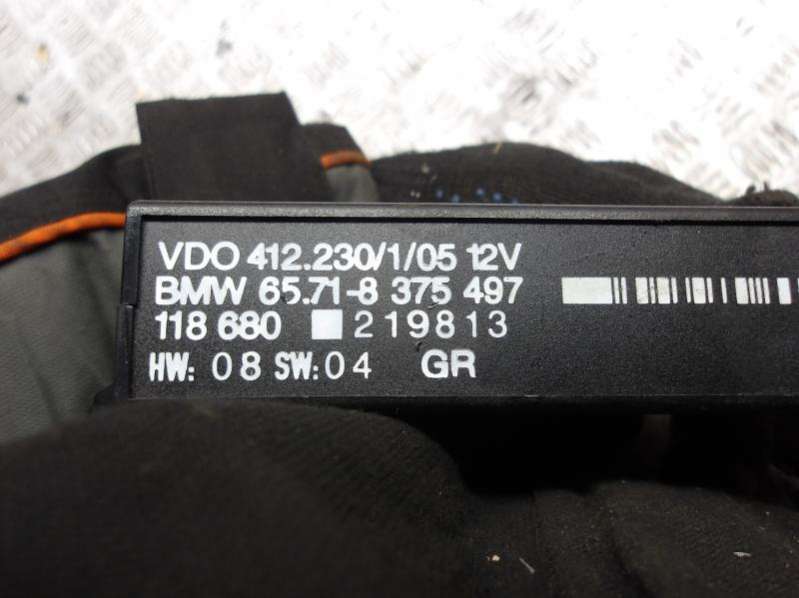 VDO 412.230/1/05 12V
BMW 65.71-8 375 497
118 680 219813
HW: 08 SW: 04 GR